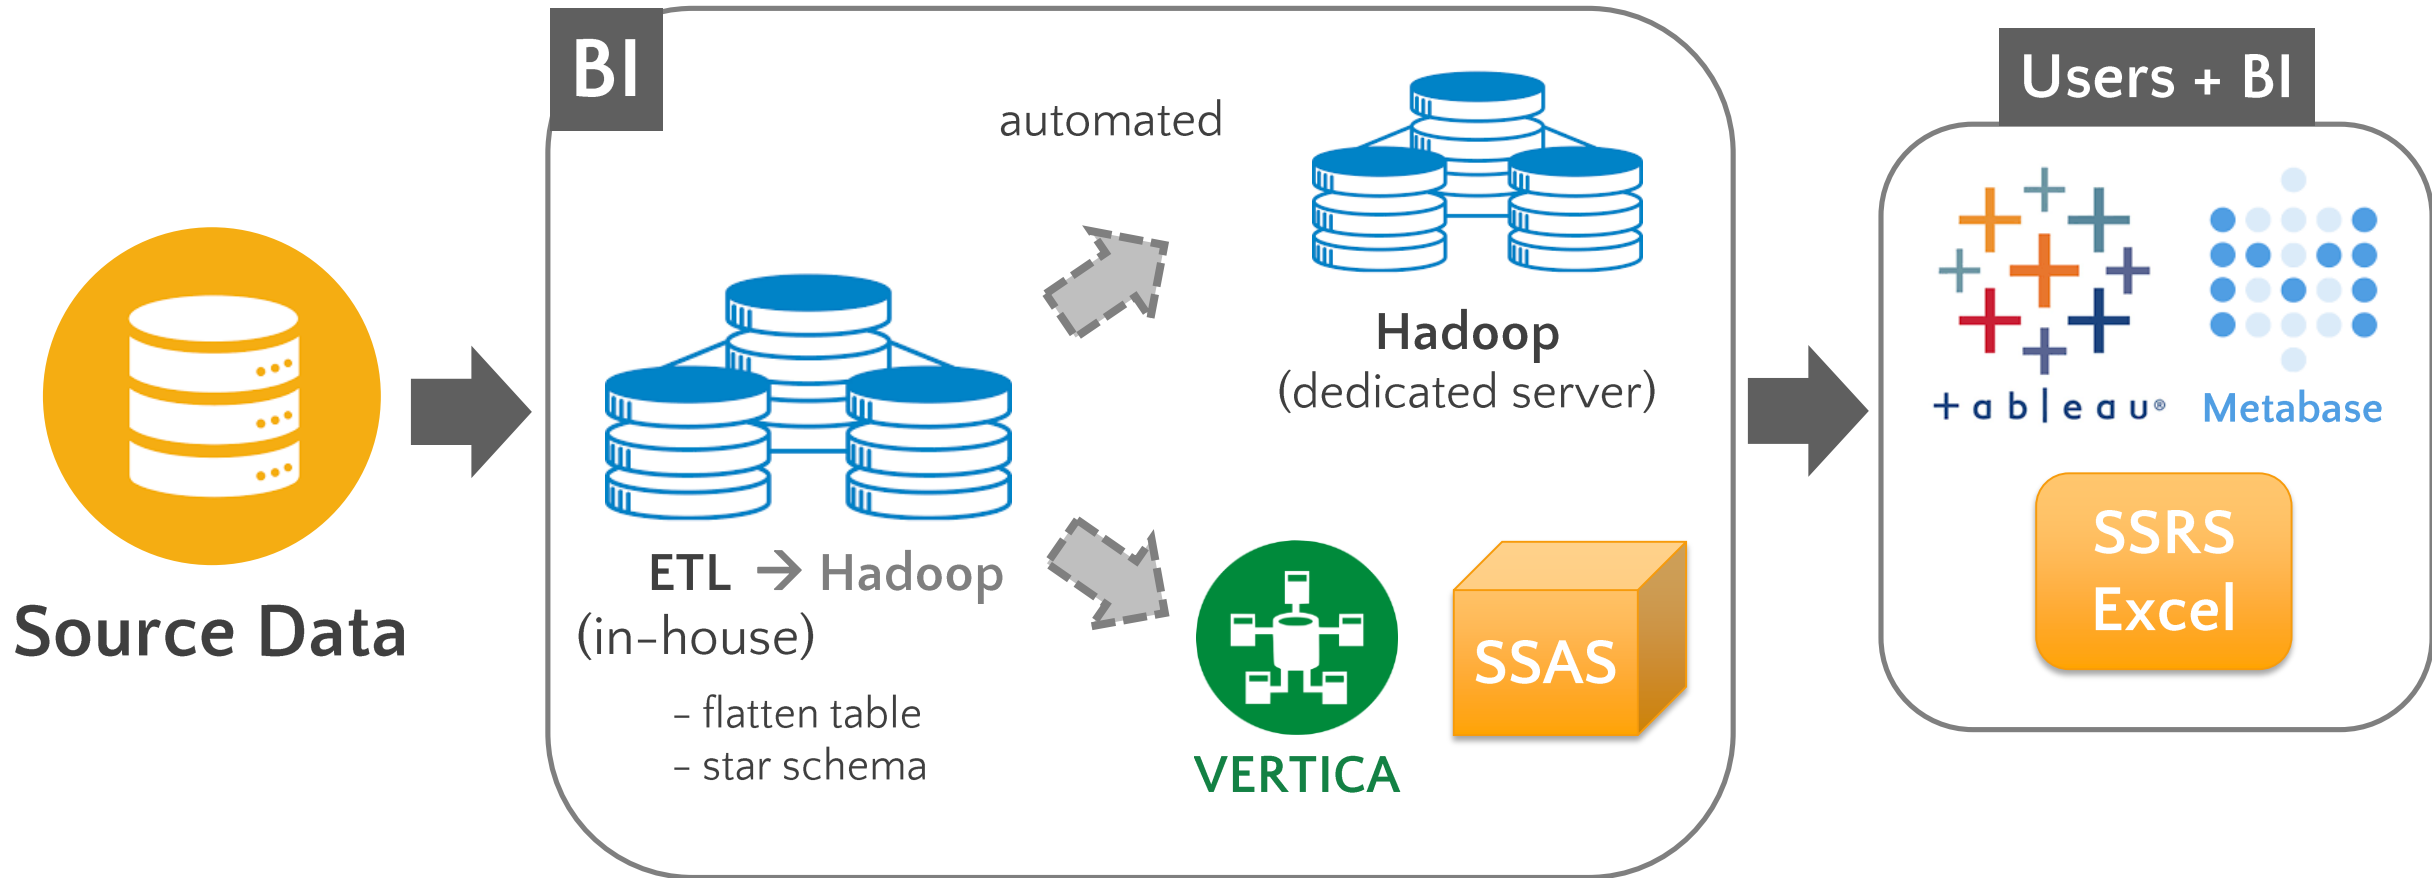 BI
Users + BI
automated
Hadoop
(dedicated server)
+ableau®
Metabase
Source Data
ETL → Hadoop
(in-house)
- flatten table
- star schema
VERTICA
SSAS
SSRS
Excel